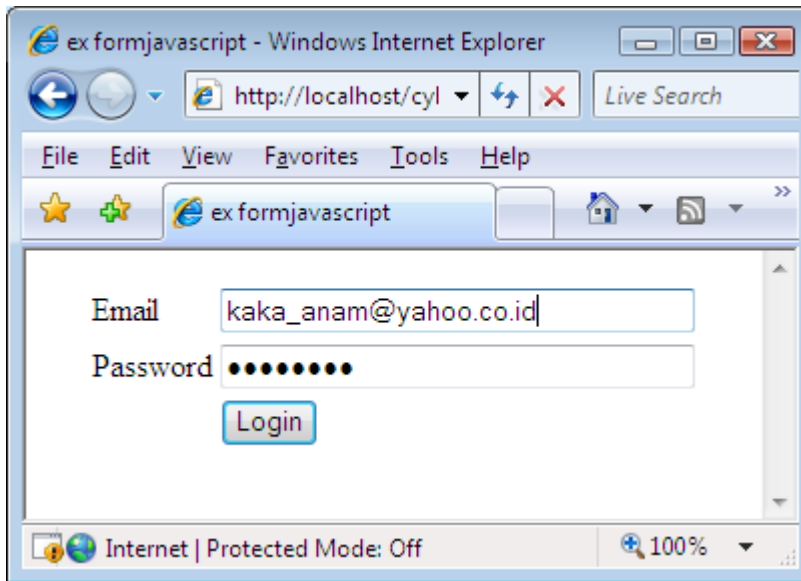 ex formjavascript - Windows Internet Explorer
http://localhost/cyl Live Search
File Edit View Favorites Tools Help
ex formjavascript
Email kaka_anam@yahoo.co.id
Password ●●●●●●●●
Login
Internet | Protected Mode: Off 100%